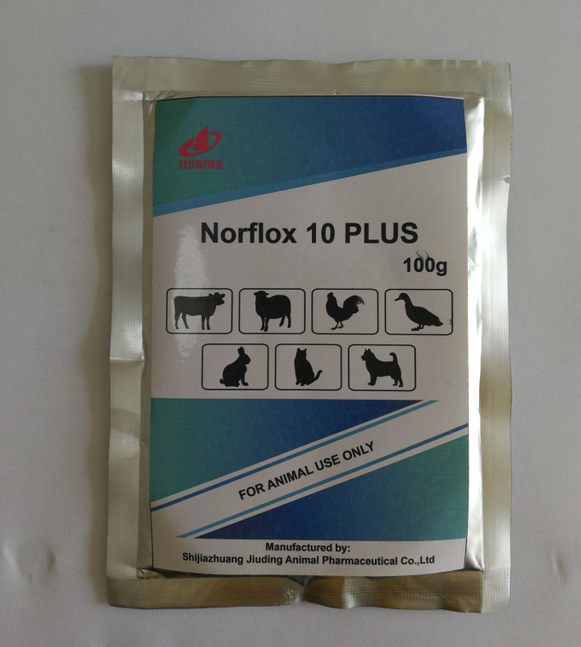 JIUDING
Norflox 10 PLUS
100g
FOR ANIMAL USE ONLY
Manufactured by:
Shijiazhuang Jiuding Animal Pharmaceutical Co.,Ltd